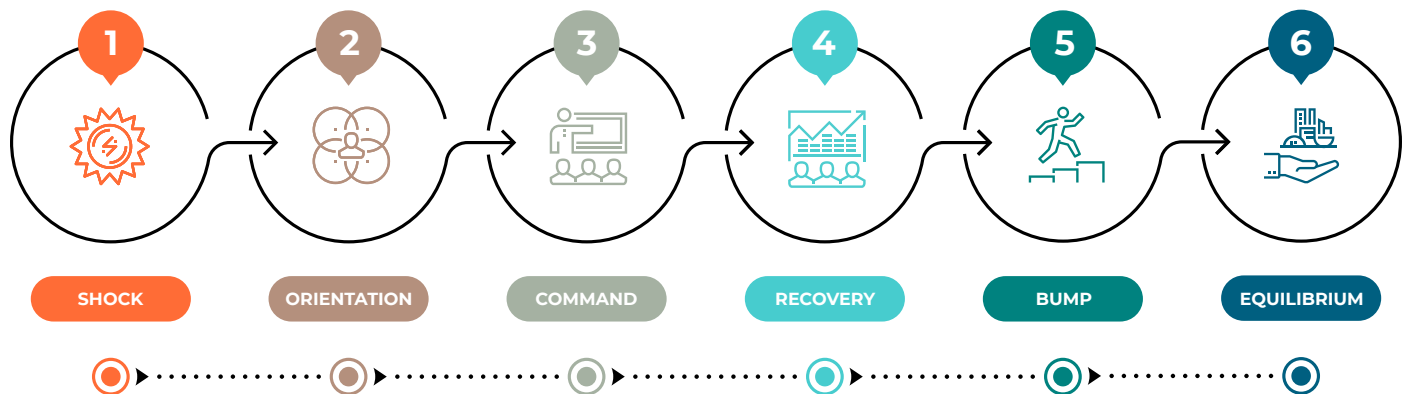 1
2
3
4
5
6
SHOCK
ORIENTATION
COMMAND
RECOVERY
BUMP
EQUILIBRIUM